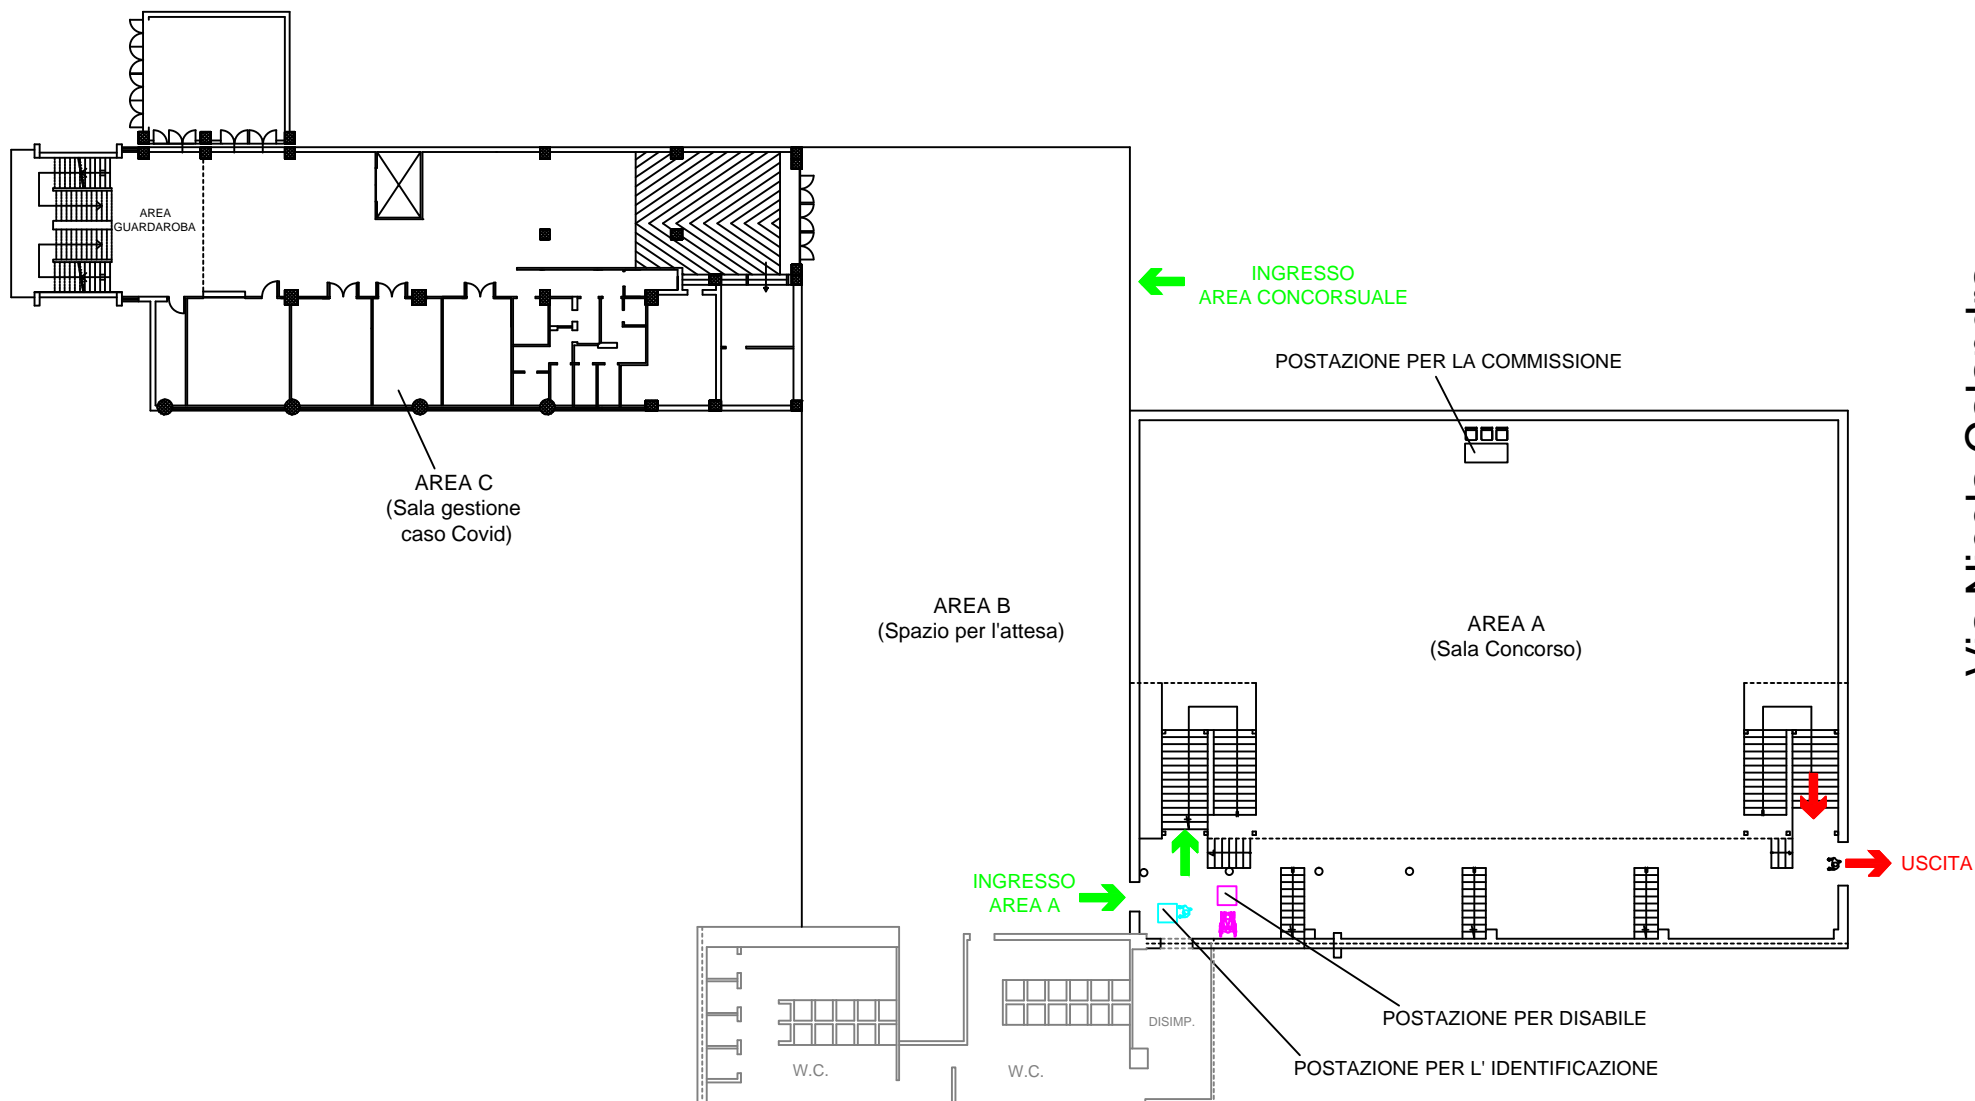 AREA
GUARDAROBA
INGRESSO
AREA CONCORSUALE
POSTAZIONE PER LA COMMISSIONE
AREA C
(Sala gestione
caso Covid)
AREA B
(Spazio per l'attesa)
AREA A
(Sala Concorso)
INGRESSO
AREA A
USCITA
DISIMP.
POSTAZIONE PER DISABILE
POSTAZIONE PER L' IDENTIFICAZIONE
W.C.
W.C.